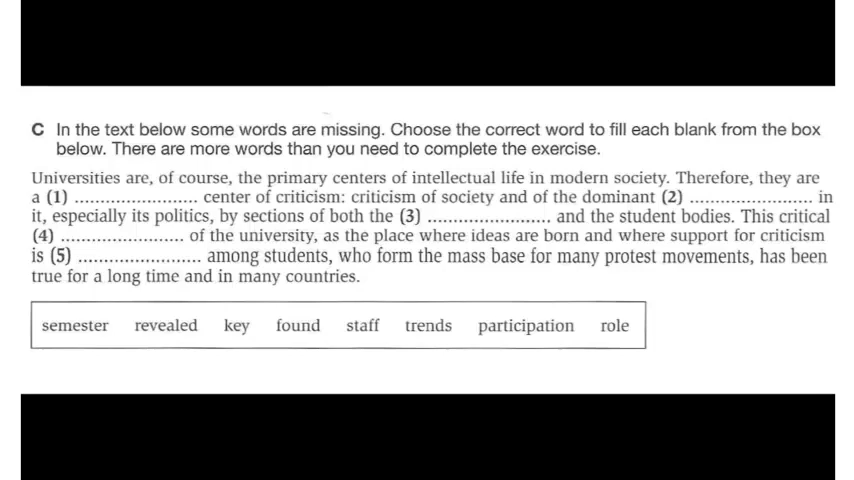 C In the text below some words are missing. Choose the correct word to fill each blank from the box
below. There are more words than you need to complete the exercise.
Universities are, of course, the primary centers of intellectual life in modern society. Therefore, they are
a (1) ........................ center of criticism: criticism of society and of the dominant (2) ........................ in
it, especially its politics, by sections of both the (3) ........................ and the student bodies. This critical
(4) ........................ of the university, as the place where ideas are born and where support for criticism
is (5) ........................ among students, who form the mass base for many protest movements, has been
true for a long time and in many countries.
semester revealed key found staff trends participation role